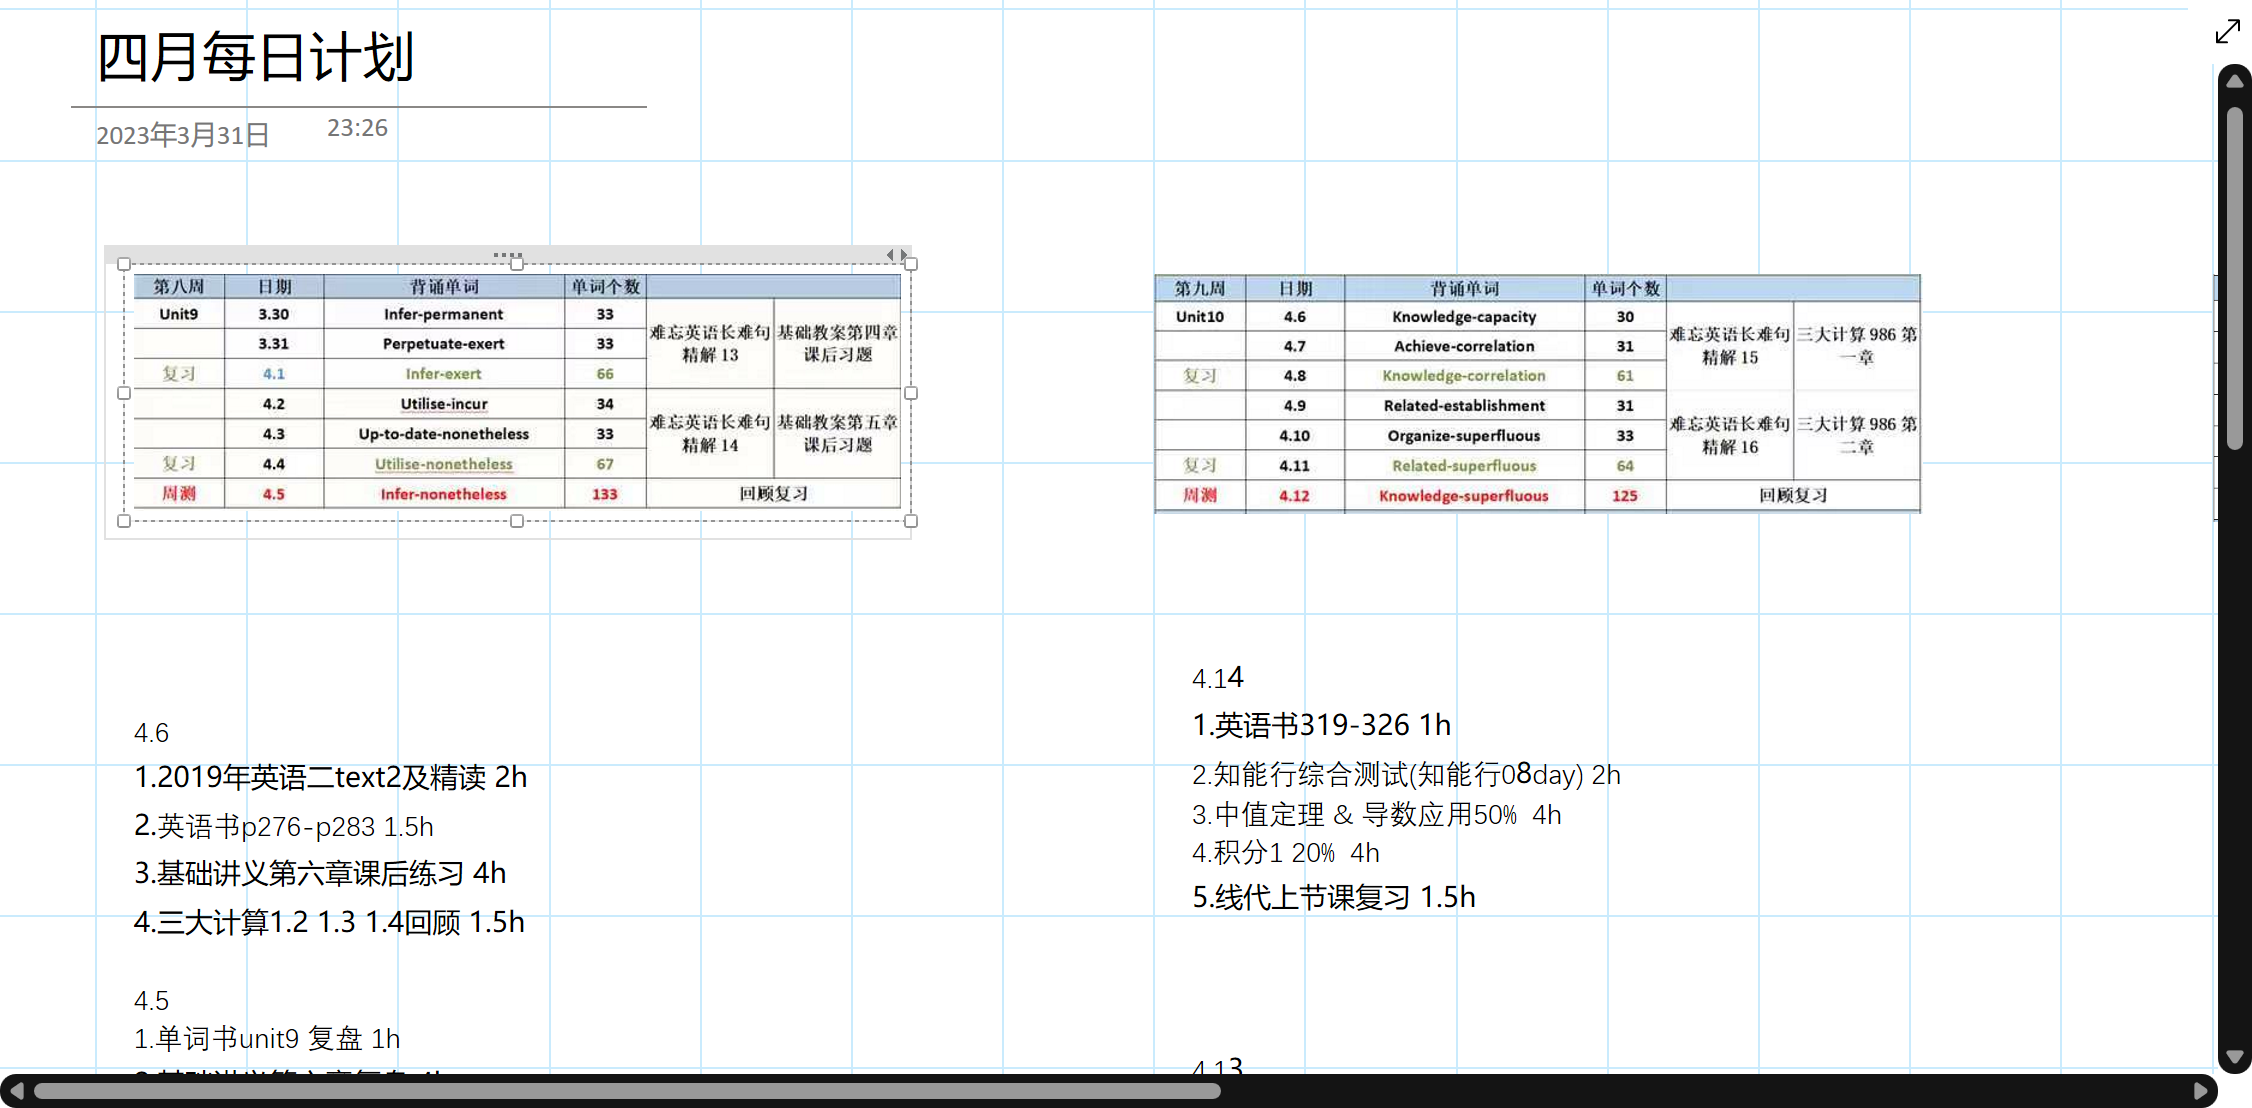 四月每日计划
2023年3月31日 23:26
第八周 日期 背诵单词 单词个数
Unit9 3.30 Infer-permanent 33
3.31 Perpetuate-exert 33
复习 4.1 Infer-exert 66
难忘英语长难句
精解 13
基础教案第四章
课后习题
4.2 Utilise-incur 34
4.3 Up-to-date-nonetheless 33
复习 4.4 Utilise-nonetheless 67
难忘英语长难句
精解 14
基础教案第五章
课后习题
周测 4.5 Infer-nonetheless 133 回顾复习
第九周 日期 背诵单词 单词个数
Unit10 4.6 Knowledge-capacity 30
4.7 Achieve-correlation 31
复习 4.8 Knowledge-correlation 61
难忘英语长难句
精解 15
三大计算 986 第
一章
4.9 Related-establishment 31
4.10 Organize-superfluous 33
复习 4.11 Related-superfluous 64
难忘英语长难句
精解 16
三大计算 986 第
二章
周测 4.12 Knowledge-superfluous 125 回顾复习
4.6
1.2019年英语二text2及精读 2h
2.英语书p276-p283 1.5h
3.基础讲义第六章课后练习 4h
4.三大计算1.2 1.3 1.4回顾 1.5h
4.5
1.单词书unit9 复盘 1h
4.14
1.英语书319-326 1h
2.知能行综合测试(知能行08day) 2h
3.中值定理 & 导数应用50% 4h
4.积分1 20% 4h
5.线代上节课复习 1.5h
4.13